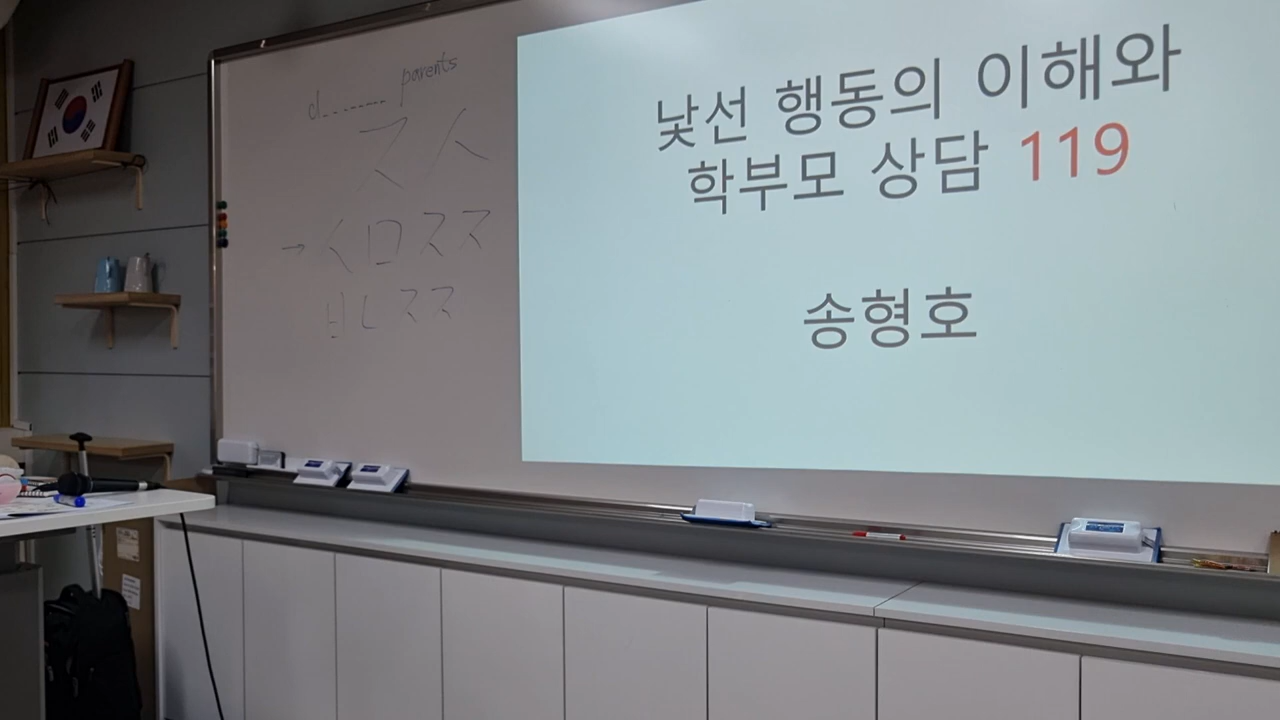 d........ parents
ㅈ ㅅ
→ ㅅㅁㅈㅈ
ㅂㄴㅈㅈ
낯선 행동의 이해와
학부모 상담 119
송형호